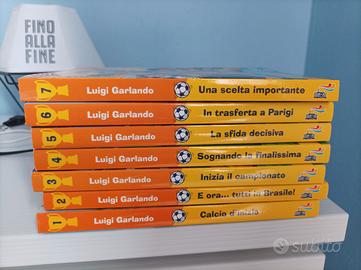 FINO
ALLA
FINE
7 Luigi Garlando Una scelta importante
6 Luigi Garlando In trasferta a Parigi
5 Luigi Garlando La sfida decisiva
4 Luigi Garlando Sognando la finalissima
3 Luigi Garlando Inizia il campionato
2 Luigi Garlando E ora... tutti in Brasile!
1 Luigi Garlando Calcio d'inizio
subito